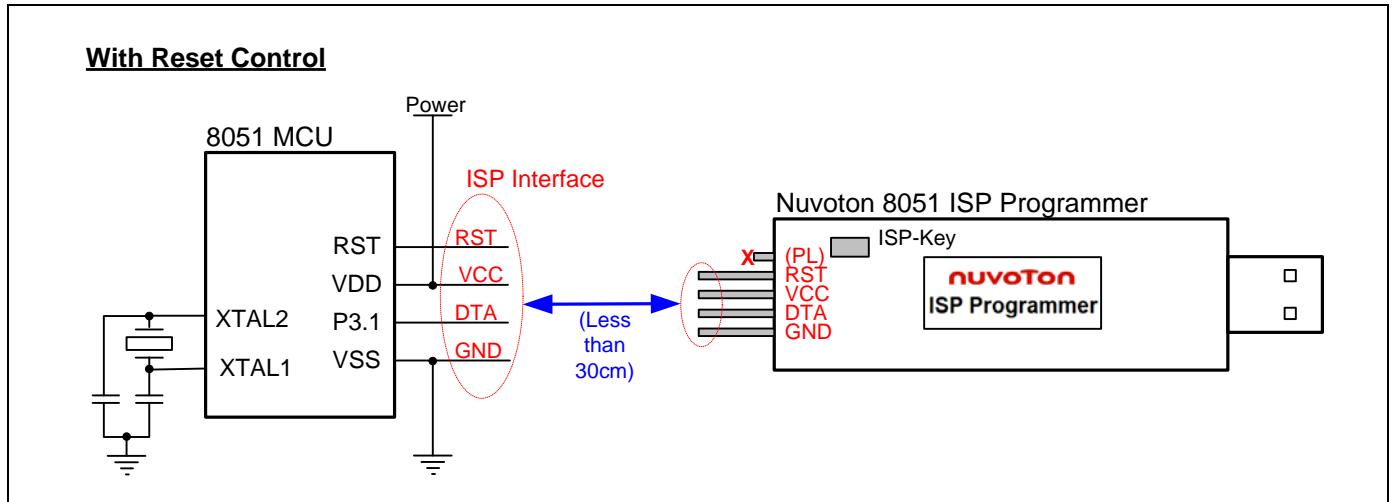 With Reset Control
Power
8051 MCU
ISP Interface
RST
VDD
P3.1
VSS
XTAL2
XTAL1
RST
VCC
DTA
GND
(Less
than
30cm)
Nuvoton 8051 ISP Programmer
ISP-Key
X
(PL)
RST
VCC
DTA
GND
nuvoTon
ISP Programmer